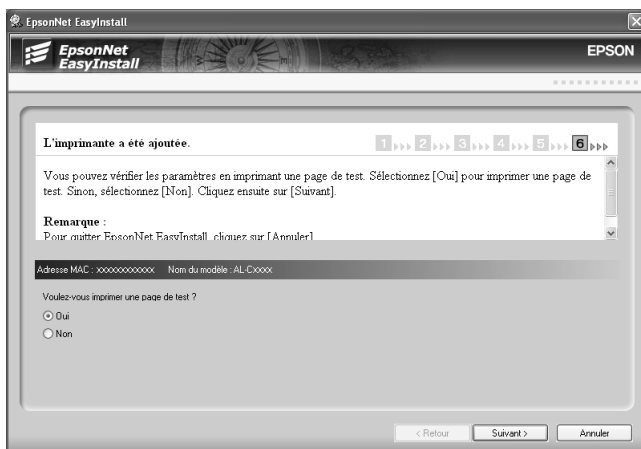 EpsonNet EasyInstall
EpsonNet
EasyInstall
EPSON
L'imprimante a été ajoutée.
1 2 3 4 5 6
Vous pouvez vérifier les paramètres en imprimant une page de test. Sélectionnez [Oui] pour imprimer une page de
test. Sinon, sélectionnez [Non]. Cliquez ensuite sur [Suivant].
Remarque :
Pour quitter EpsonNet EasyInstall, cliquez sur [Annuler]
Adresse MAC : xxxxxxxxxxxx Nom du modèle : AL-Cxxxx
Voulez-vous imprimer une page de test ?
Oui
Non
< Retour Suivant > Annuler